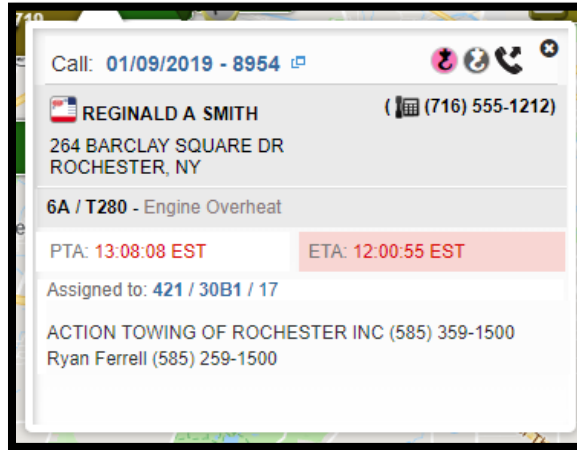 719
Call: 01/09/2019 - 8954
REGINALD A SMITH
( (716) 555-1212)
264 BARCLAY SQUARE DR
ROCHESTER, NY
6A / T280 - Engine Overheat
PTA: 13:08:08 EST
ETA: 12:00:55 EST
Assigned to: 421 / 30B1 / 17
ACTION TOWING OF ROCHESTER INC (585) 359-1500
Ryan Ferrell (585) 259-1500